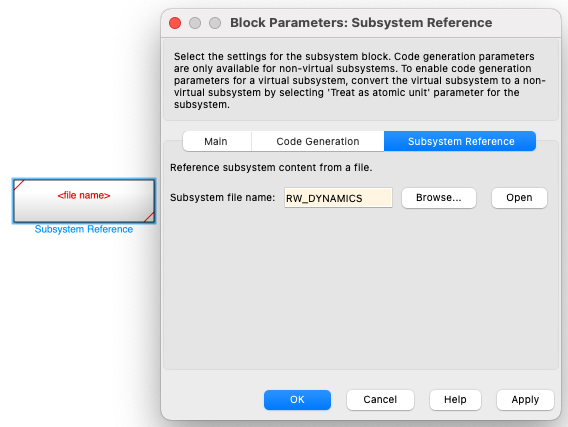 Block Parameters: Subsystem Reference
Select the settings for the subsystem block. Code generation parameters
are only available for non-virtual subsystems. To enable code generation
parameters for a virtual subsystem, convert the virtual subsystem to a non-
virtual subsystem by selecting 'Treat as atomic unit' parameter for the
subsystem.
Main Code Generation Subsystem Reference
Reference subsystem content from a file.
<file name>
Subsystem file name: RW_DYNAMICS Browse... Open
Subsystem Reference
OK Cancel Help Apply